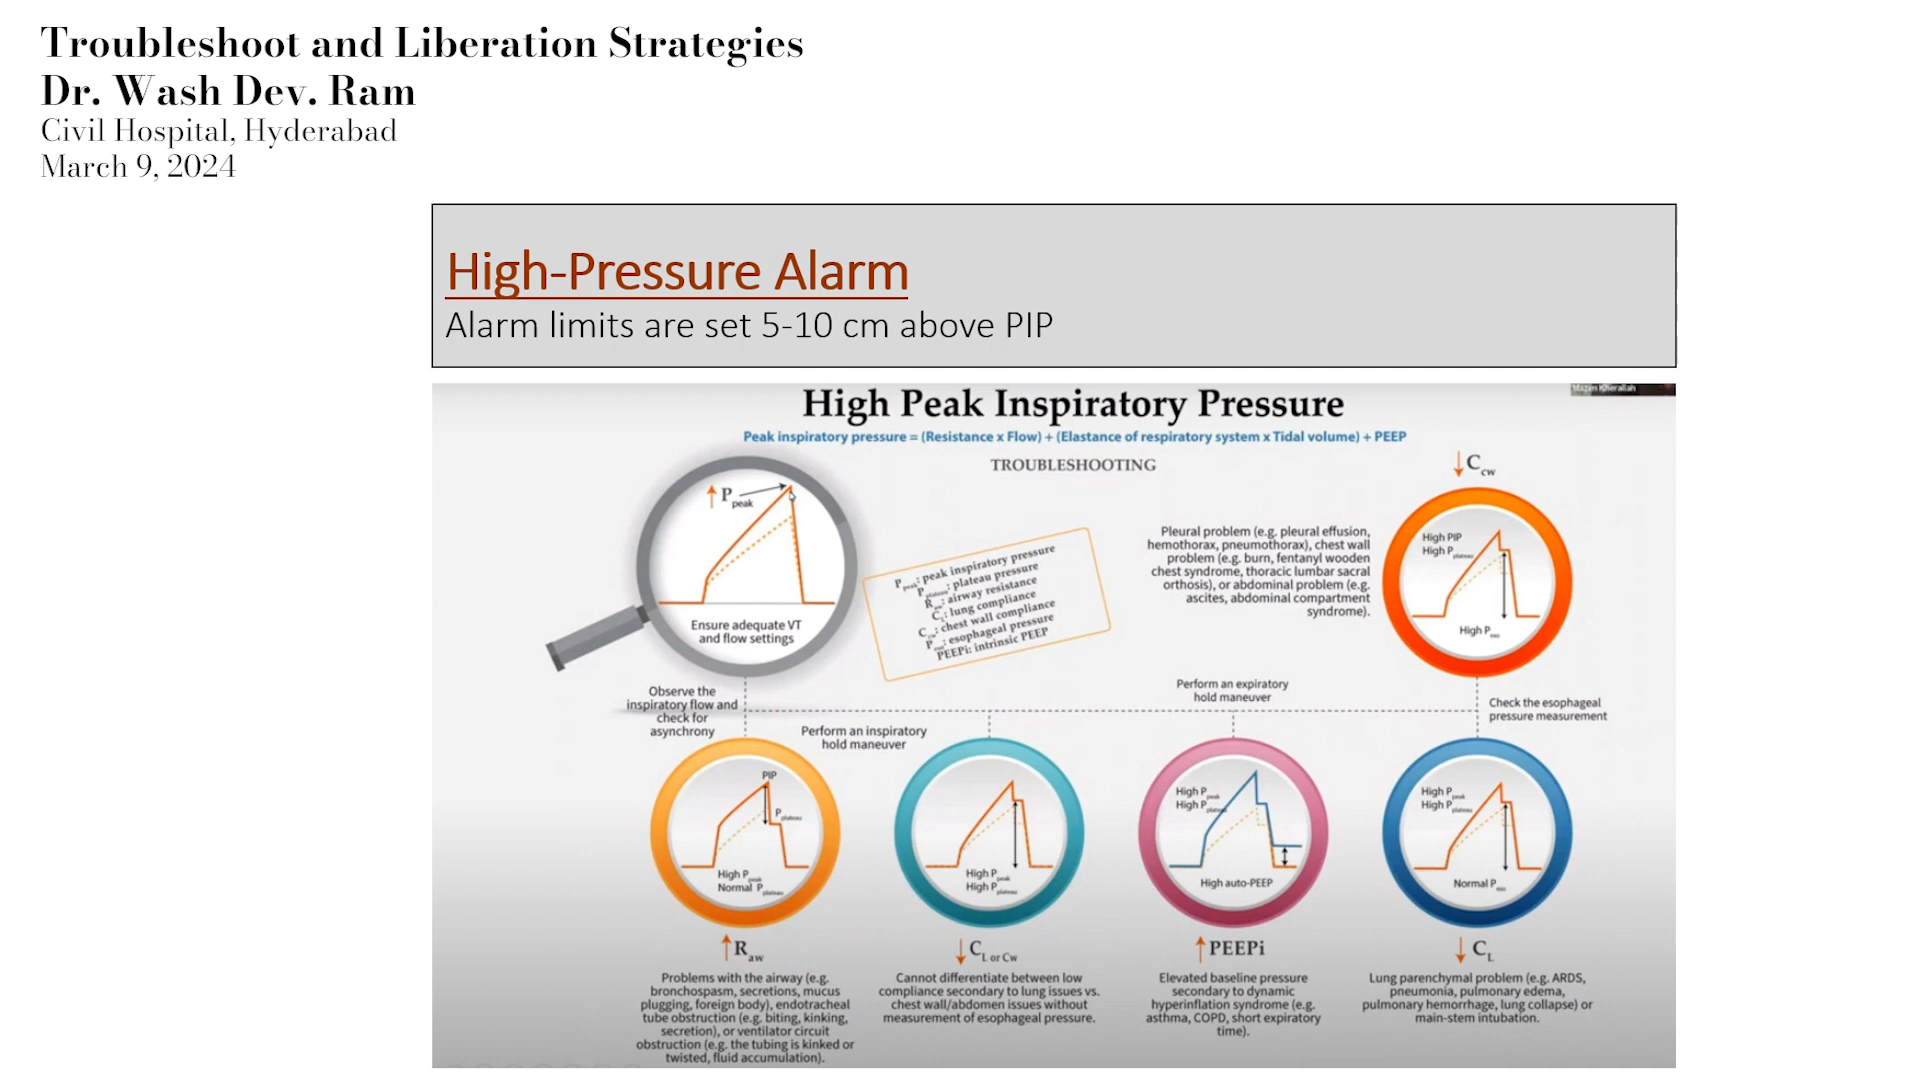 Troubleshoot and Liberation Strategies
Dr. Wash Dev. Ram
Civil Hospital, Hyderabad
March 9, 2024
High-Pressure Alarm
Alarm limits are set 5-10 cm above PIP
Mazen Kherallah
High Peak Inspiratory Pressure
Peak inspiratory pressure = (Resistance x Flow) + (Elastance of respiratory system x Tidal volume) + PEEP
TROUBLESHOOTING
↑ P peak
Ensure adequate VT
and flow settings
P peak: peak inspiratory pressure
P plateau: plateau pressure
R aw: airway resistance
C L: lung compliance
C cw: chest wall compliance
P eso: esophageal pressure
PEEPi: intrinsic PEEP
Pleural problem (e.g. pleural effusion,
hemothorax, pneumothorax), chest wall
problem (e.g. burn, fentanyl wooden
chest syndrome, thoracic lumbar sacral
orthosis), or abdominal problem (e.g.
ascites, abdominal compartment
syndrome).
↓ C cw
High PIP
High P plateau
High P eso
Observe the
inspiratory flow and
check for
asynchrony
Perform an inspiratory
hold maneuver
Perform an expiratory
hold maneuver
Check the esophageal
pressure measurement
PIP
P plateau
High P peak
Normal P plateau
↑ R aw
Problems with the airway (e.g.
bronchospasm, secretions, mucus
plugging, foreign body), endotracheal
tube obstruction (e.g. biting, kinking,
secretion), or ventilator circuit
obstruction (e.g. the tubing is kinked or
twisted, fluid accumulation).
High P peak
High P plateau
↓ C L or Cw
Cannot differentiate between low
compliance secondary to lung issues vs.
chest wall/abdomen issues without
measurement of esophageal pressure.
High P peak
High P plateau
High auto-PEEP
↑ PEEPi
Elevated baseline pressure
secondary to dynamic
hyperinflation syndrome (e.g.
asthma, COPD, short expiratory
time).
High P peak
High P plateau
Normal P eso
↓ C L
Lung parenchymal problem (e.g. ARDS,
pneumonia, pulmonary edema,
pulmonary hemorrhage, lung collapse) or
main-stem intubation.